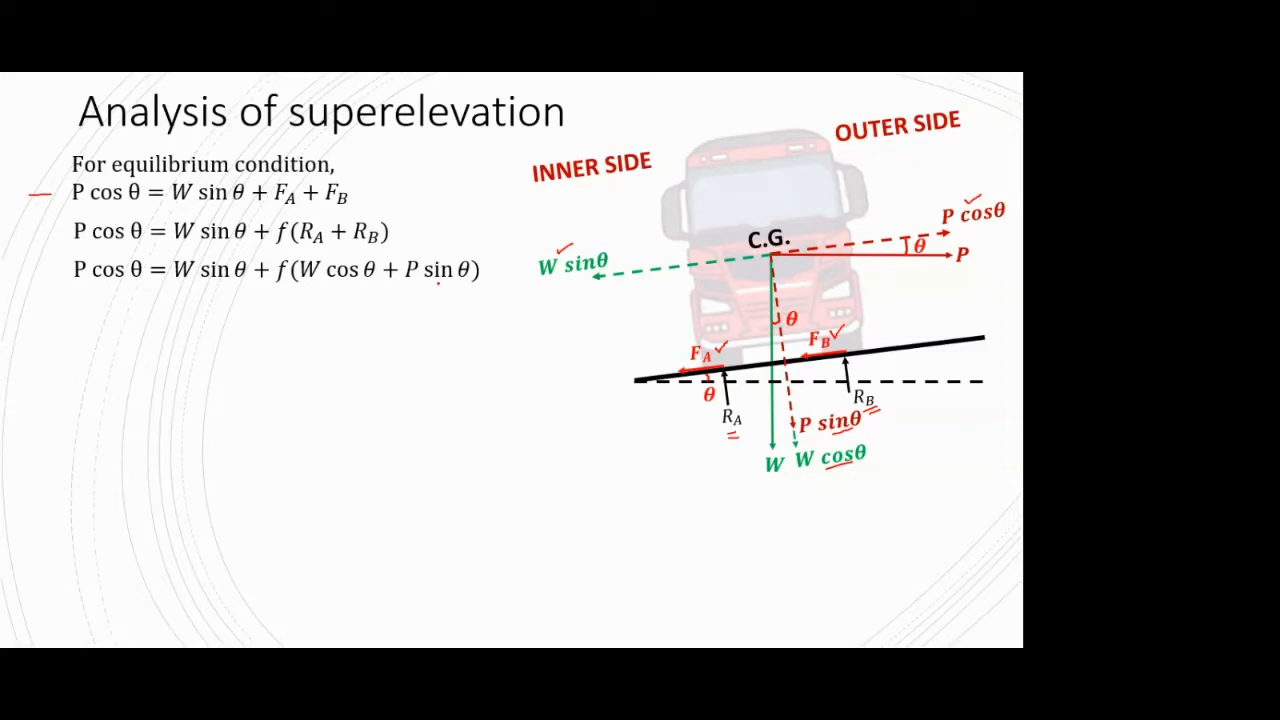 Analysis of superelevation
For equilibrium condition,
P cos θ = W sin θ + F_A + F_B
P cos θ = W sin θ + f(R_A + R_B)
P cos θ = W sin θ + f(W cos θ + P sin θ)
INNER SIDE
OUTER SIDE
P cosθ
C.G.
θ
P
W sinθ
θ
F_A
F_B
θ
R_A
R_B
P sinθ
W
W cosθ